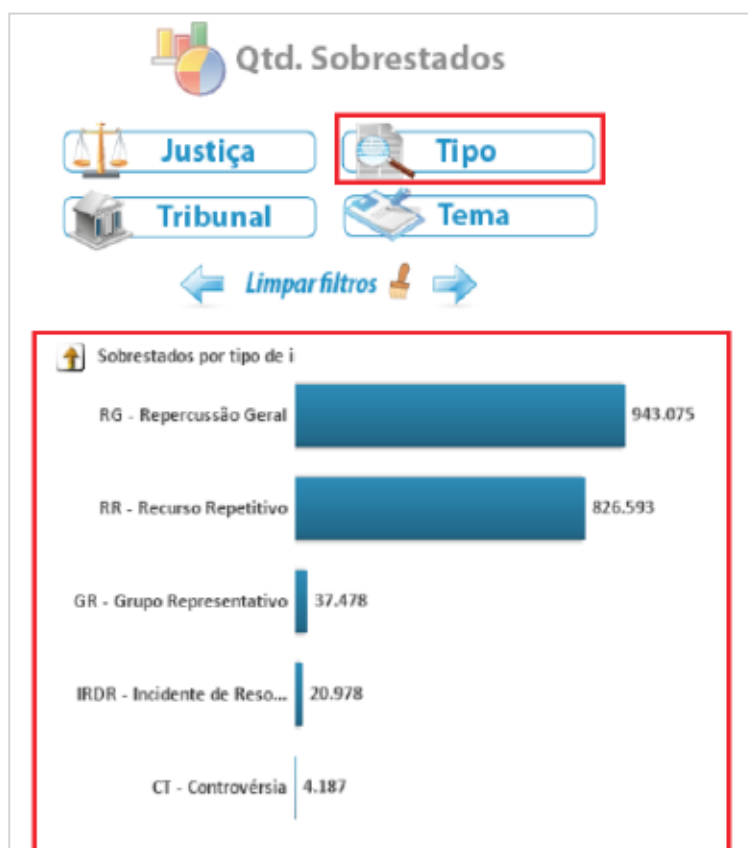 Qtd. Sobrestados
Justiça Tipo
Tribunal Tema
Limpar filtros
Sobrestados por tipo de i
RG - Repercussão Geral 943.075
RR - Recurso Repetitivo 826.593
GR - Grupo Representativo 37.478
IRDR - Incidente de Reso... 20.978
CT - Controvérsia 4.187